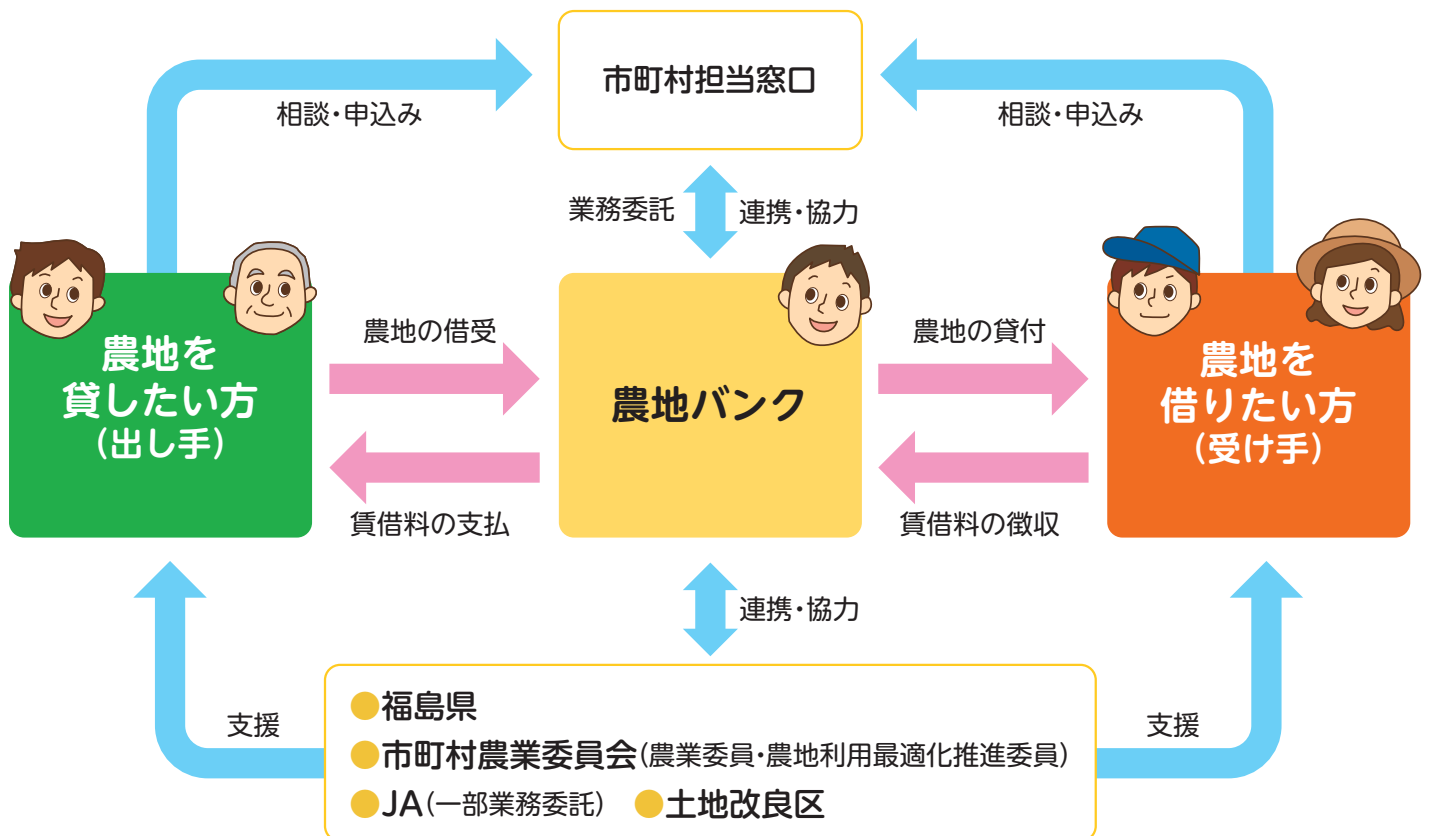 市町村担当窓口
相談・申込み
相談・申込み
業務委託
連携・協力
農地を
貸したい方
(出し手)
農地の借受
賃借料の支払
農地バンク
農地の貸付
賃借料の徴収
農地を
借りたい方
(受け手)
連携・協力
支援
支援
●福島県
●市町村農業委員会(農業委員・農地利用最適化推進委員)
●JA(一部業務委託) ●土地改良区